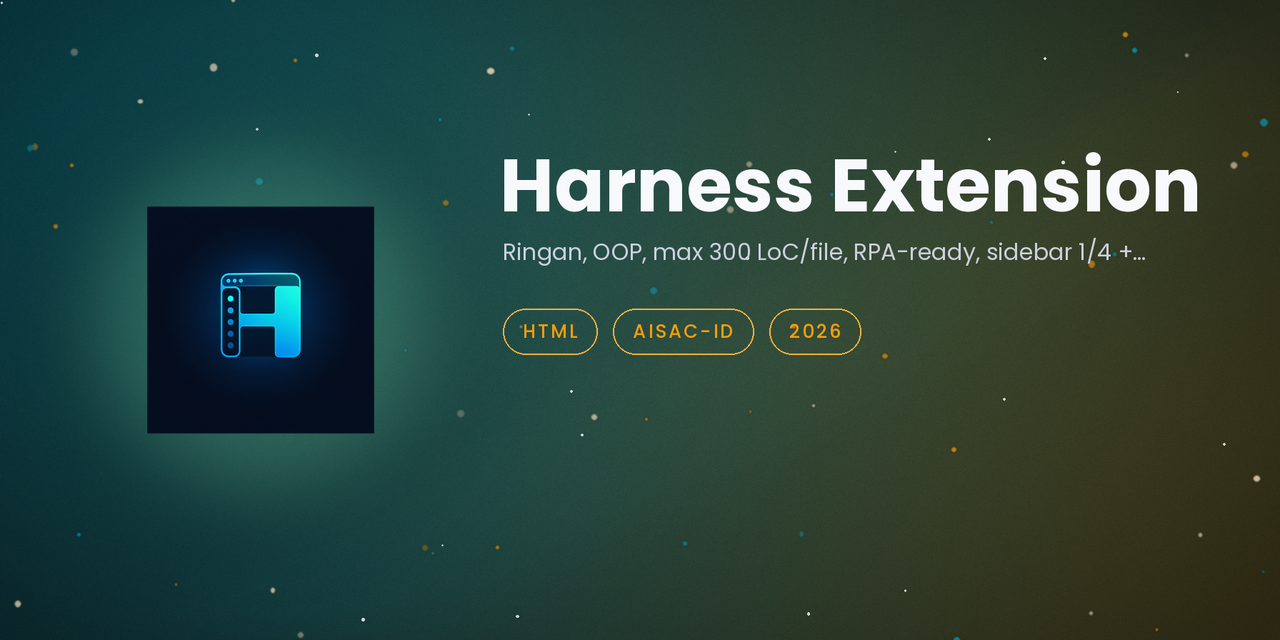 Harness Extension
Ringan, OOP, max 300 LoC/file, RPA-ready, sidebar 1/4 +...
HTML AISAC-ID 2026